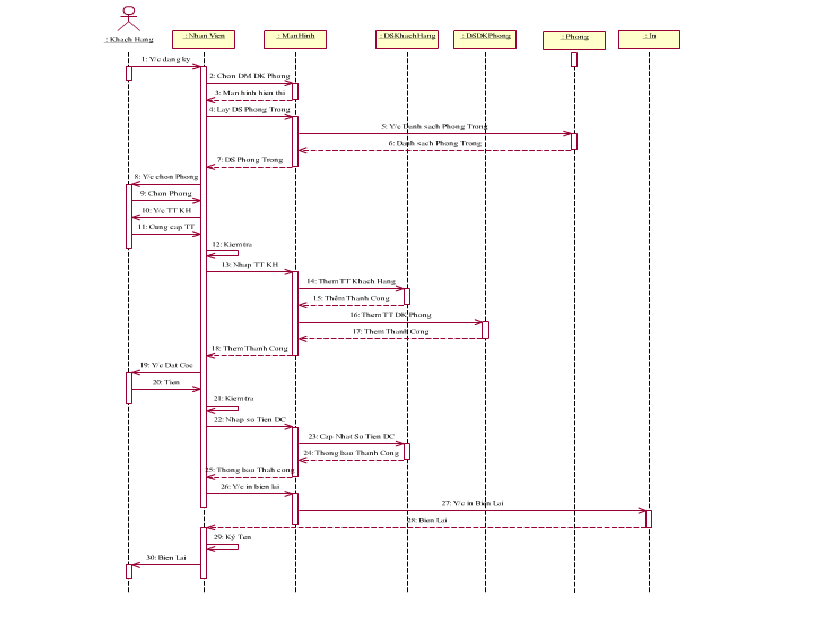 : Khach Hang
: Nhan Vien
: Man Hinh
: DSKhachHang
: DSDKPhong
: Phong
: In
1: Y/c dang ky
2: Chon DM DK Phong
3: Man hinh hien thi
4: Lay DS Phong Trong
5: Y/c Danh sach Phong Trong
6: Danh sach Phong Trong
7: DS Phong Trong
8: Y/c chon Phong
9: Chon Phong
10: Y/c TT KH
11: Cung cap TT
12: Kiem tra
13: Nhap TT KH
14: Them TT Khach Hang
15: Thêm Thanh Cong
16: Them TT DK Phong
17: Them Thanh Cong
18: Them Thanh Cong
19: Y/c Dat Coc
20: Tien
21: Kiem tra
22: Nhap so Tien DC
23: Cap Nhat So Tien DC
24: Thong bao Thanh Cong
25: Thong bao Thah cong
26: Y/c in bien lai
27: Y/c in Bien Lai
28: Bien Lai
29: Ký Ten
30: Bien Lai